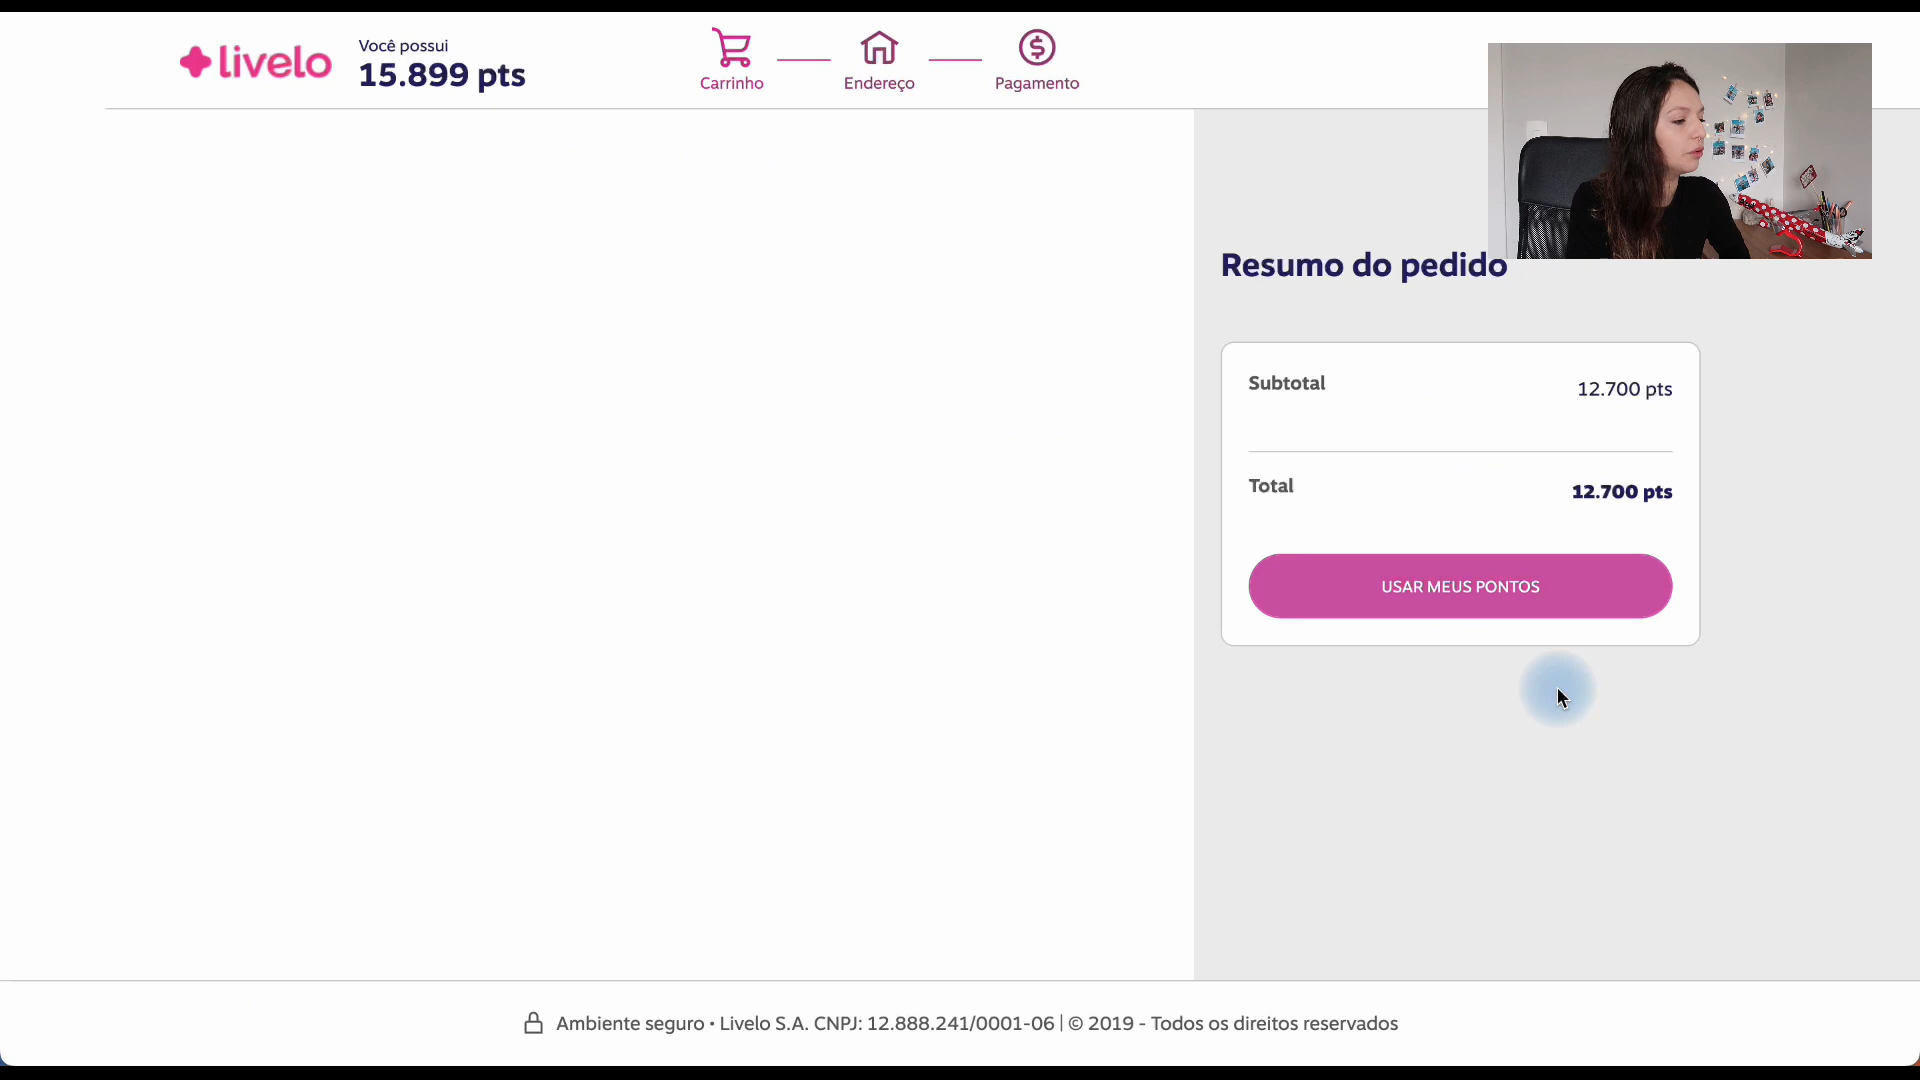 livelo
Você possui
15.899 pts
Carrinho
Endereço
Pagamento
Resumo do pedido
Subtotal
12.700 pts
Total
12.700 pts
USAR MEUS PONTOS
Ambiente seguro • Livelo S.A. CNPJ: 12.888.241/0001-06 | © 2019 - Todos os direitos reservados